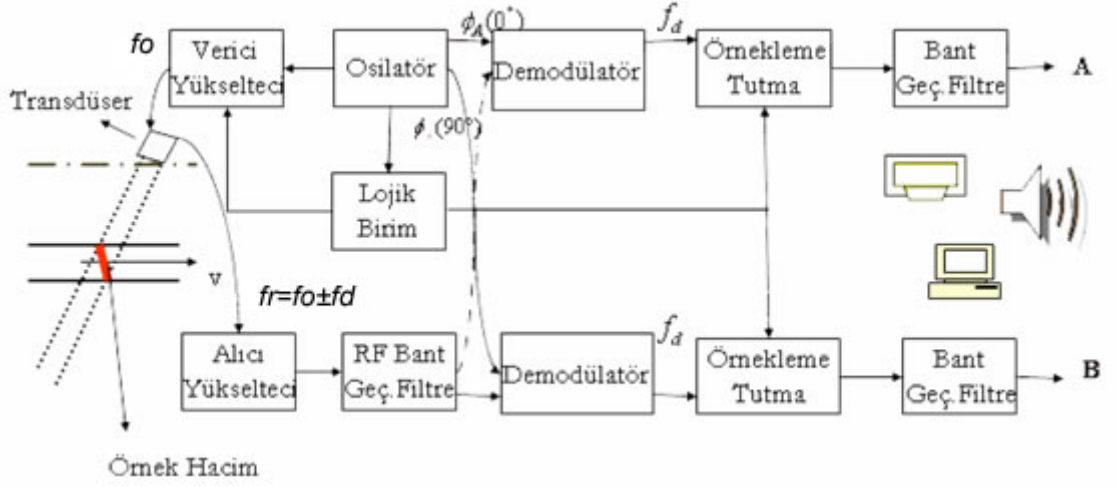 fo
Verici
Yükselteci
Osilatör
ϕA(0°)
Demodülatör
fd
Örnekleme
Tutma
Bant
Geç.Filtre
A
Transdüser
ϕ.(90°)
Lojik
Birim
v
fr=fo±fd
Alıcı
Yükselteci
RF Bant
Geç.Filtre
Demodülatör
fd
Örnekleme
Tutma
Bant
Geç.Filtre
B
Örnek Hacim